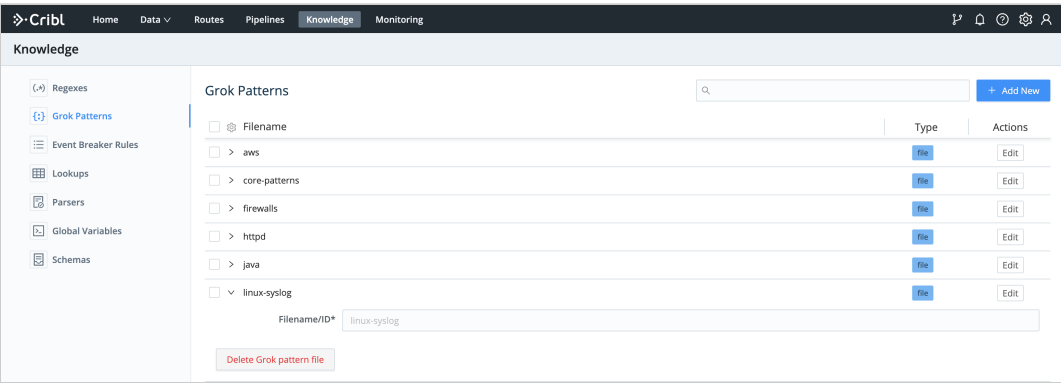 Cribl Home Data Routes Pipelines Knowledge Monitoring
Knowledge
(.*) Regexes
{:} Grok Patterns
Event Breaker Rules
Lookups
Parsers
Global Variables
Schemas
Grok Patterns
+ Add New
Filename Type Actions
aws file Edit
core-patterns file Edit
firewalls file Edit
httpd file Edit
java file Edit
linux-syslog file Edit
Filename/ID* linux-syslog
Delete Grok pattern file